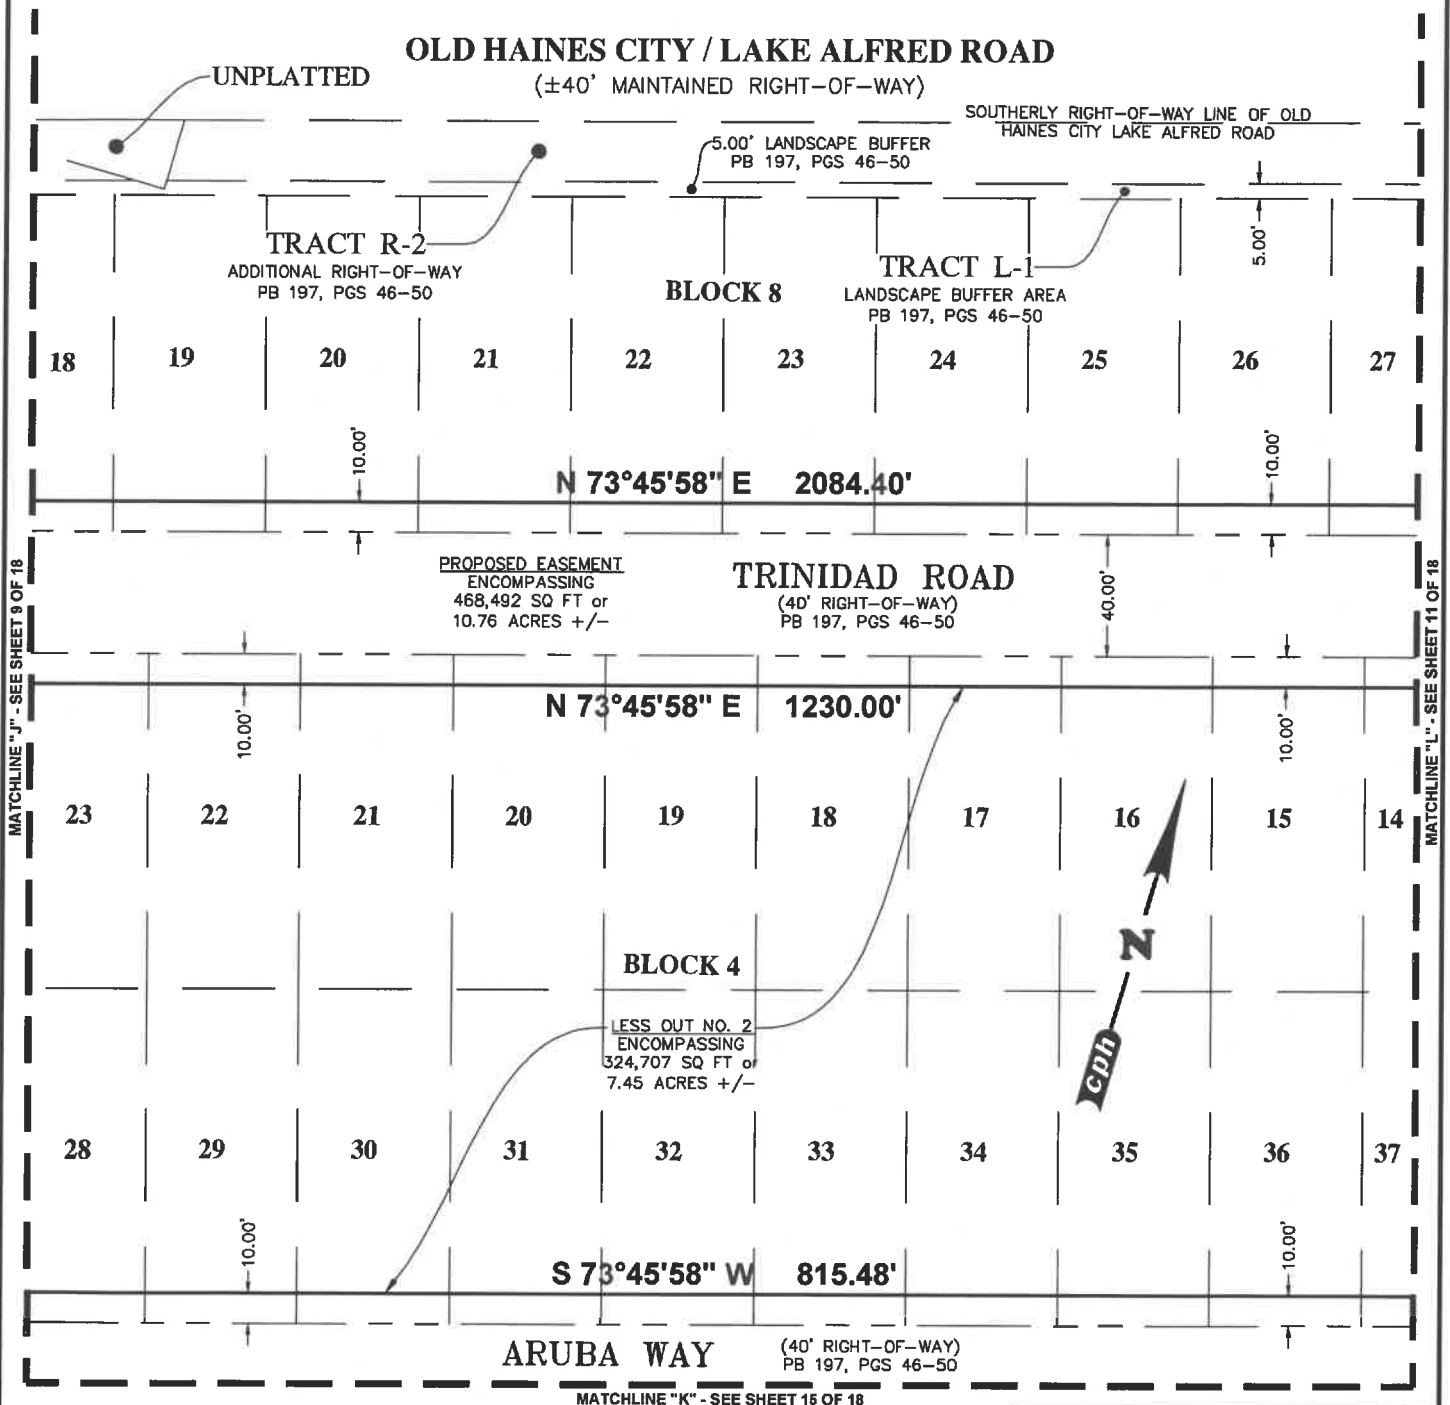 OLD HAINES CITY / LAKE ALFRED ROAD
(±40' MAINTAINED RIGHT-OF-WAY)
UNPLATTED
SOUTHERLY RIGHT-OF-WAY LINE OF OLD
HAINES CITY LAKE ALFRED ROAD
5.00' LANDSCAPE BUFFER
PB 197, PGS 46-50
TRACT R-2
ADDITIONAL RIGHT-OF-WAY
PB 197, PGS 46-50
BLOCK 8
TRACT L-1
LANDSCAPE BUFFER AREA
PB 197, PGS 46-50
5.00'
18 19 20 21 22 23 24 25 26 27
10.00'
10.00'
N 73°45'58" E 2084.40'
PROPOSED EASEMENT
ENCOMPASSING
468,492 SQ FT or
10.76 ACRES +/-
TRINIDAD ROAD
(40' RIGHT-OF-WAY)
PB 197, PGS 46-50
40.00'
MATCHLINE "J" - SEE SHEET 9 OF 18
MATCHLINE "L" - SEE SHEET 11 OF 18
N 73°45'58" E 1230.00'
10.00'
10.00'
23 22 21 20 19 18 17 16 15 14
N
cph
BLOCK 4
LESS OUT NO. 2
ENCOMPASSING
324,707 SQ FT or
7.45 ACRES +/-
28 29 30 31 32 33 34 35 36 37
10.00'
10.00'
S 73°45'58" W 815.48'
ARUBA WAY
(40' RIGHT-OF-WAY)
PB 197, PGS 46-50
MATCHLINE "K" - SEE SHEET 15 OF 18